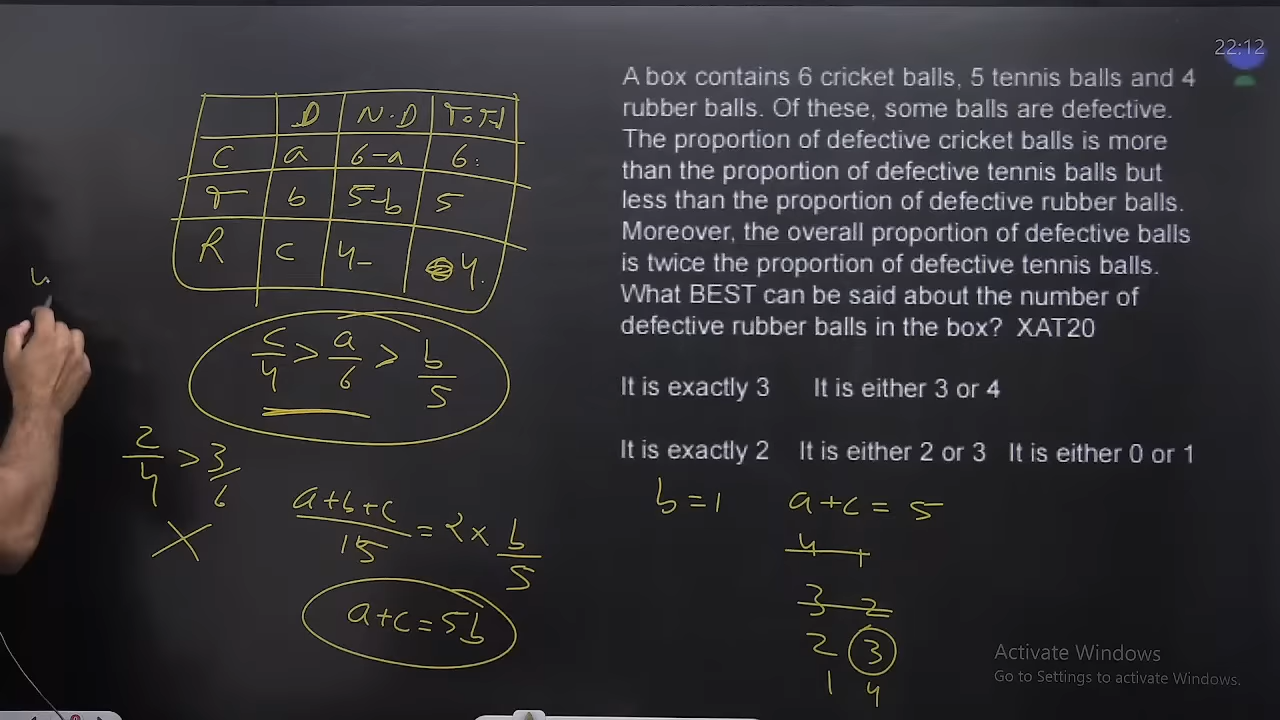 22:12
A box contains 6 cricket balls, 5 tennis balls and 4
rubber balls. Of these, some balls are defective.
The proportion of defective cricket balls is more
than the proportion of defective tennis balls but
less than the proportion of defective rubber balls.
Moreover, the overall proportion of defective balls
is twice the proportion of defective tennis balls.
What BEST can be said about the number of
defective rubber balls in the box? XAT20
It is exactly 3 It is either 3 or 4
It is exactly 2 It is either 2 or 3 It is either 0 or 1
D N.D
C a 6-a 6.
T b 5-b 5
R C 4- 4.
c/4 > a/6 > b/5
2/4 > 3/6
X
a+b+c/15 = 2 x b/5
a+c = 5b
b=1 a+c = 5
4 1
3 2
2 3
1 4
Activate Windows
Go to Settings to activate Windows.